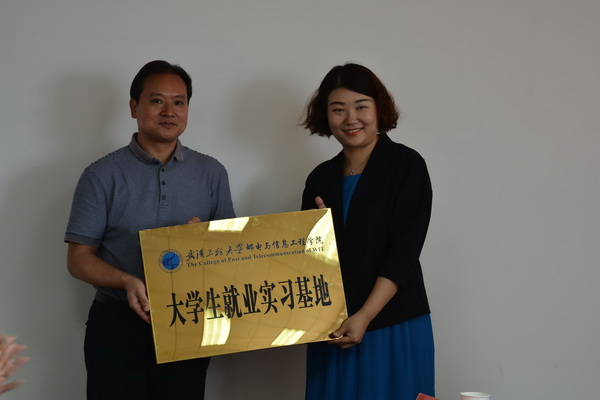 武汉工程大学邮电与信息工程学院
The College of Post and Telecommunication of WIT
大学生就业实习基地